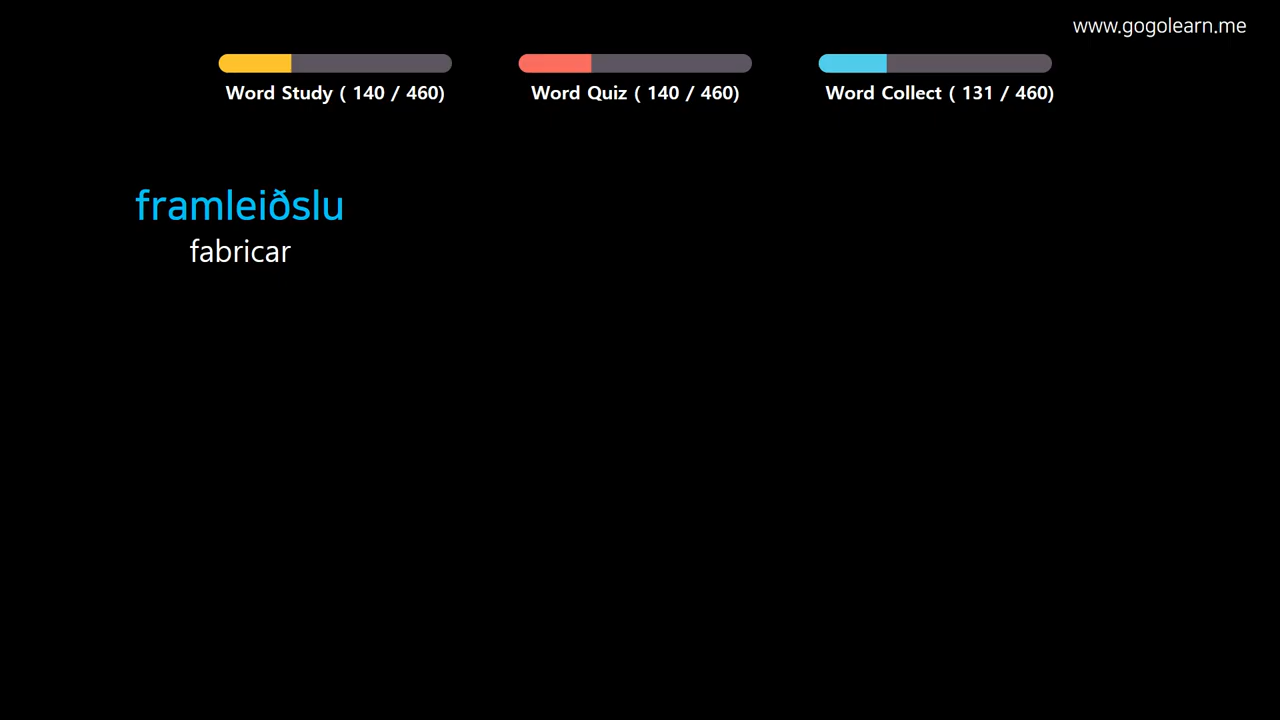 www.gogolearn.me
Word Study ( 140 / 460)
Word Quiz ( 140 / 460)
Word Collect ( 131 / 460)
framleiðslu
fabricar